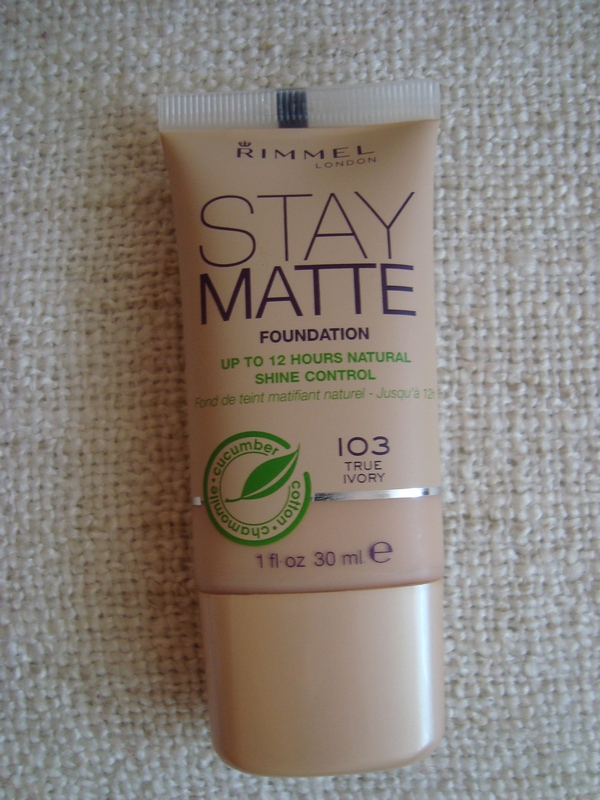 RIMMEL
LONDON
STAY
MATTE
FOUNDATION
UP TO 12 HOURS NATURAL
SHINE CONTROL
Fond de teint matifiant naturel - Jusqu'à 12
103
TRUE
IVORY
cucumber • cotton • chamomile •
1 fl oz 30 ml e